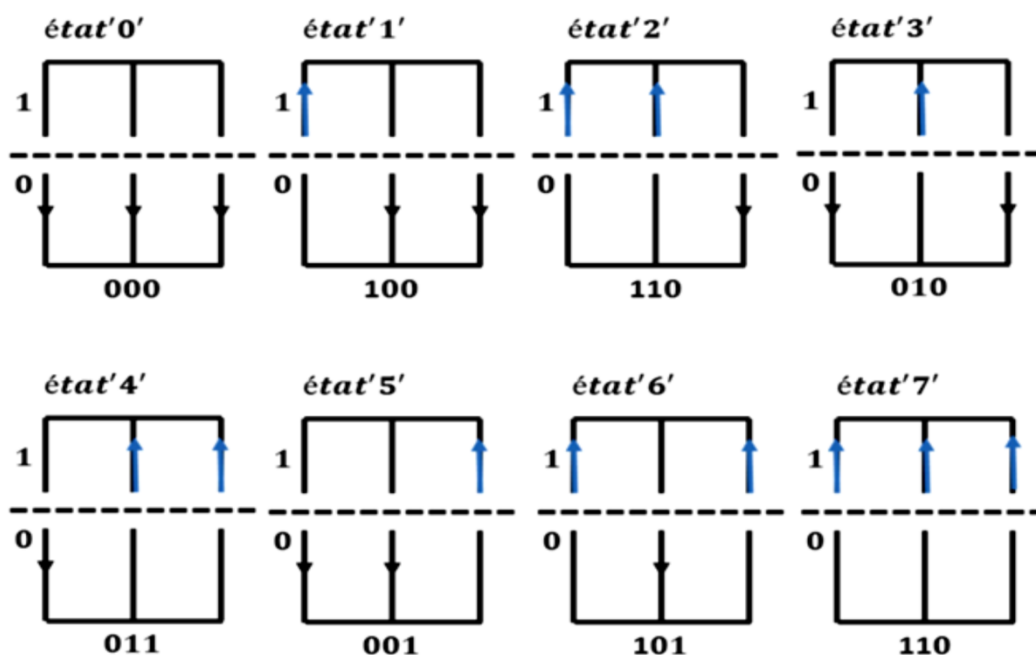 état'0' état'1' état'2' état'3'
1 1 1 1
0 0 0 0
000 100 110 010
état'4' état'5' état'6' état'7'
1 1 1 1
0 0 0 0
011 001 101 110